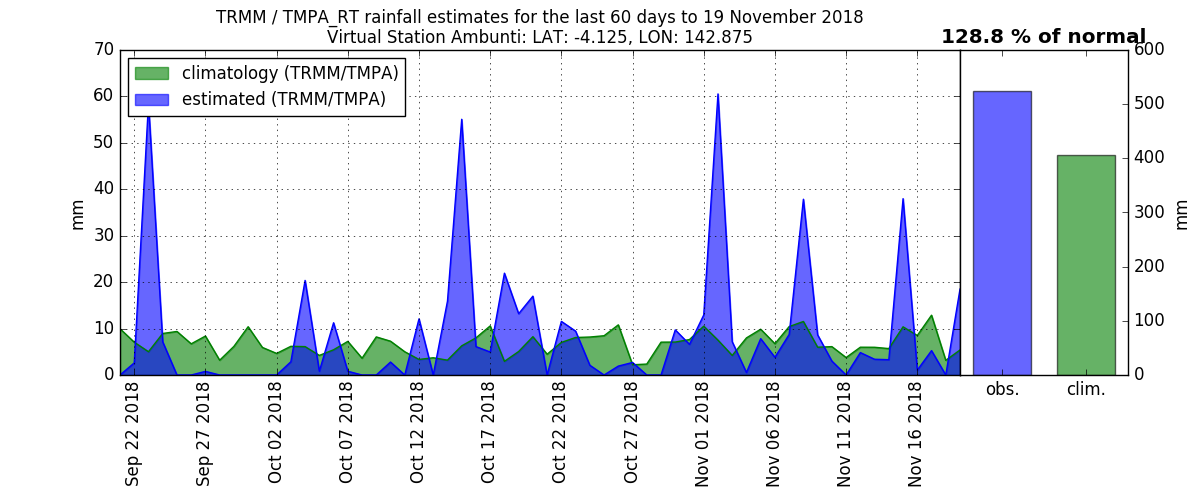 TRMM / TMPA_RT rainfall estimates for the last 60 days to 19 November 2018
Virtual Station Ambunti: LAT: -4.125, LON: 142.875
128.8 % of normal
climatology (TRMM/TMPA)
estimated (TRMM/TMPA)
70
60
50
40
30
20
10
0
mm
Sep 22 2018
Sep 27 2018
Oct 02 2018
Oct 07 2018
Oct 12 2018
Oct 17 2018
Oct 22 2018
Oct 27 2018
Nov 01 2018
Nov 06 2018
Nov 11 2018
Nov 16 2018
obs.
clim.
600
500
400
300
200
100
0
mm